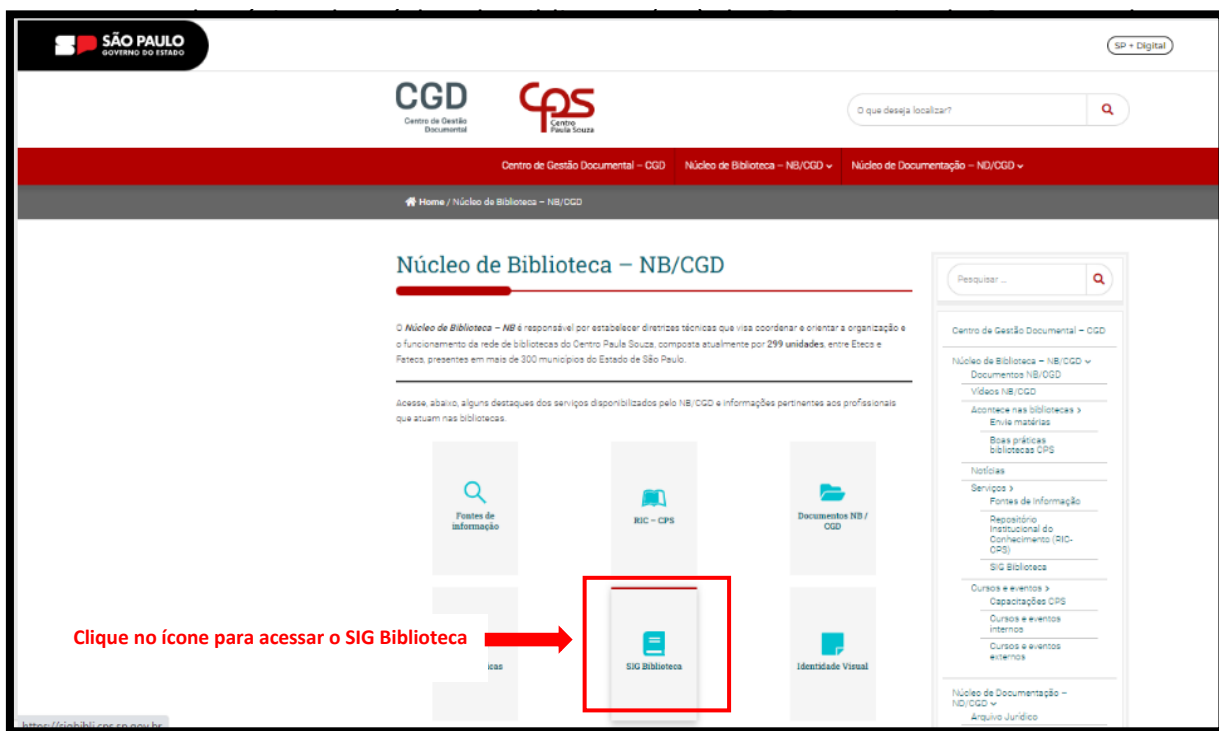 SÃO PAULO
GOVERNO DO ESTADO
SP + Digital
CGD
Centro de Gestão
Documental
cps
Centro
Paula Souza
O que deseja localizar?
Centro de Gestão Documental – CGD
Núcleo de Biblioteca – NB/CGD
Núcleo de Documentação – ND/CGD
Home / Núcleo de Biblioteca – NB/CGD
Núcleo de Biblioteca – NB/CGD
O Núcleo de Biblioteca – NB é responsável por estabelecer diretrizes técnicas que visa coordenar e orientar a organização e
o funcionamento da rede de bibliotecas do Centro Paula Souza, composta atualmente por 299 unidades, entre Etecs e
Fatecs, presentes em mais de 300 municípios do Estado de São Paulo.
Acesse, abaixo, alguns destaques dos serviços disponibilizados pelo NB/CGD e informações pertinentes aos profissionais
que atuam nas bibliotecas.
Fontes de
informação
RIC – CPS
Documentos NB /
CGD
Clique no ícone para acessar o SIG Biblioteca
icas
SIG Biblioteca
Identidade Visual
Pesquisar ...
Centro de Gestão Documental – CGD
Núcleo de Biblioteca – NB/CGD
Documentos NB/CGD
Vídeos NB/CGD
Acontece nas bibliotecas >
Envie matérias
Boas práticas
bibliotecas CPS
Notícias
Serviços >
Fontes de Informação
Repositório
Institucional do
Conhecimento (RIC-
CPS)
SIG Biblioteca
Cursos e eventos >
Capacitações CPS
Cursos e eventos
internos
Cursos e eventos
externos
Núcleo de Documentação –
ND/CGD
Arquivo Jurídico
https://sigbibli.cps.sp.gov.br